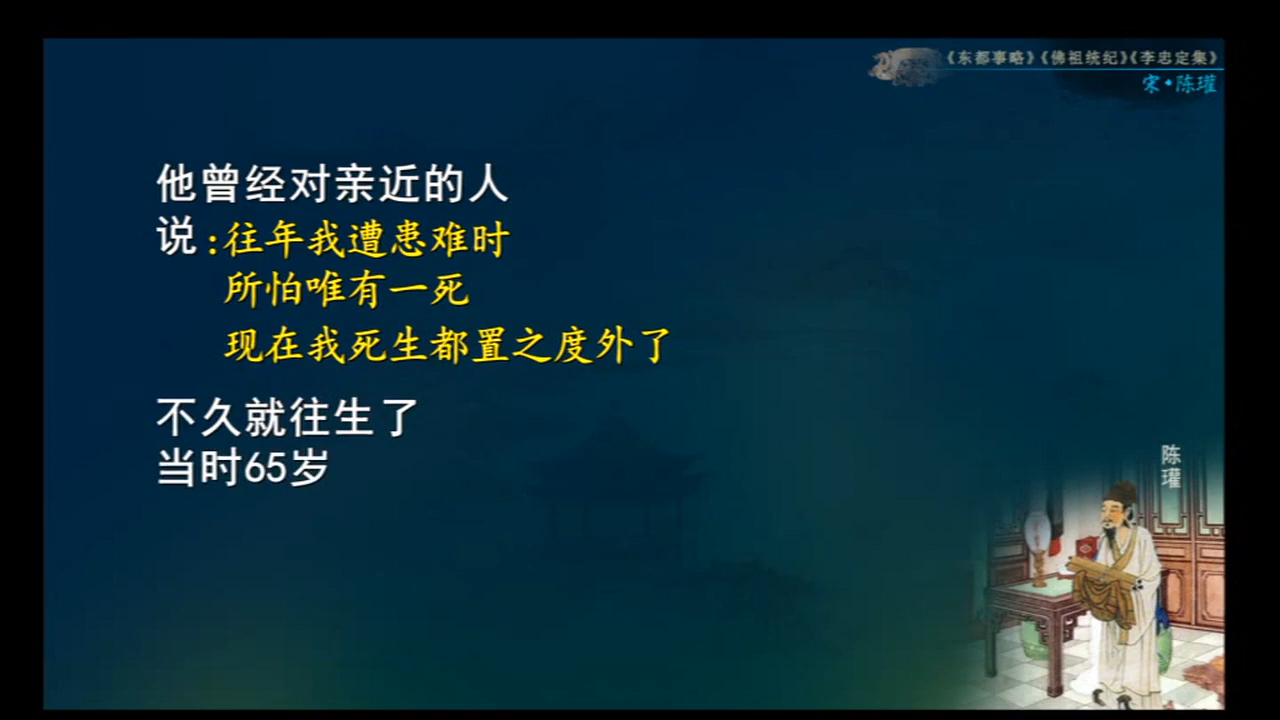 《东都事略》《佛祖统纪》《李忠定集》
宋·陈瓘
他曾经对亲近的人
说:往年我遭患难时
所怕唯有一死
现在我死生都置之度外了
不久就往生了
当时65岁
陈瓘